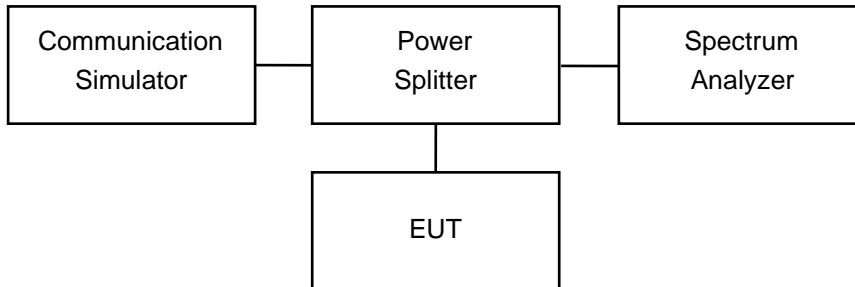 Communication
Simulator
Power
Splitter
Spectrum
Analyzer
EUT